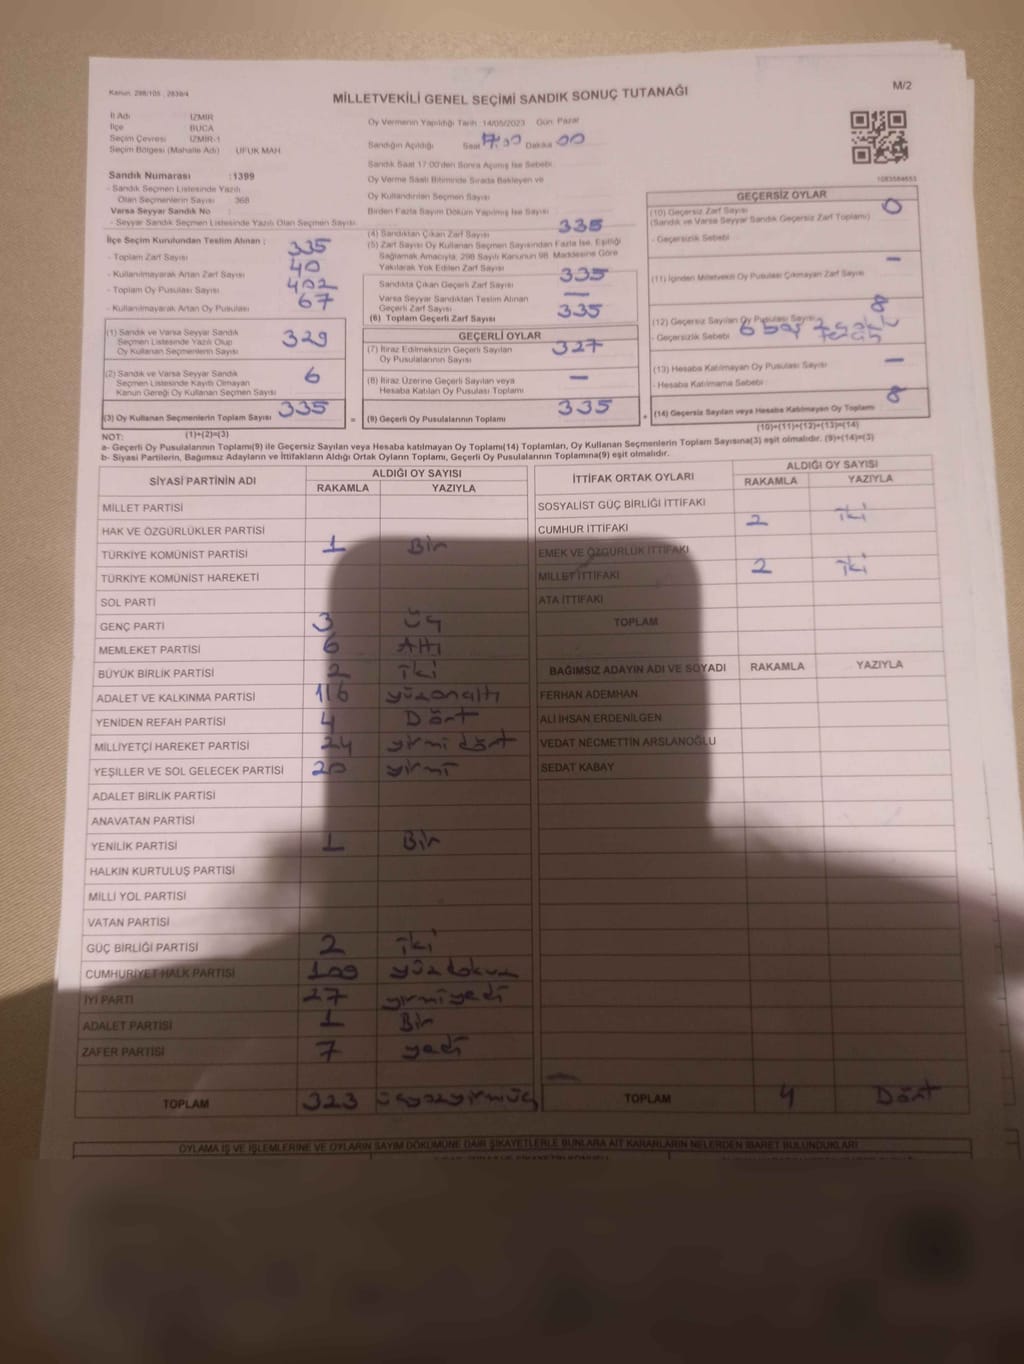 Kanun: 298/105 , 2839/4
M/2
MİLLETVEKİLİ GENEL SEÇİMİ SANDIK SONUÇ TUTANAĞI
İl Adı İZMİR
İlçe BUCA
Seçim Çevresi İZMİR-1
Seçim Bölgesi (Mahalle Adı) UFUK MAH.
Sandık Numarası :1399
- Sandık Seçmen Listesinde Yazılı
Olan Seçmenlerin Sayısı : 368
Varsa Seyyar Sandık No
- Seyyar Sandık Seçmen Listesinde Yazılı Olan Seçmen Sayısı:
İlçe Seçim Kurulundan Teslim Alınan :
- Toplam Zarf Sayısı 335
- Kullanılmayarak Artan Zarf Sayısı 40
- Toplam Oy Pusulası Sayısı 402
- Kullanılmayarak Artan Oy Pusulası 67
(1) Sandık ve Varsa Seyyar Sandık
Seçmen Listesinde Yazılı Olup
Oy Kullanan Seçmenlerin Sayısı 329
(2) Sandık ve Varsa Seyyar Sandık
Seçmen Listesinde Kayıtlı Olmayan
Kanun Gereği Oy Kullanan Seçmen Sayısı 6
(3) Oy Kullanan Seçmenlerin Toplam Sayısı 335
Oy Vermenin Yapıldığı Tarih: 14/05/2023 Gün: Pazar
Sandığın Açıldığı Saat 17:00 Dakika 00
Sandık Saat 17:00'den Sonra Açılmış İse Sebebi
Oy Verme Saati Bitiminde Sırada Bekleyen ve
Oy Kullandırılan Seçmen Sayısı
Birden Fazla Sayım Döküm Yapılmış İse Sayısı
(4) Sandıktan Çıkan Zarf Sayısı 335
(5) Zarf Sayısı Oy Kullanan Seçmen Sayısından Fazla İse, Eşitliği
Sağlamak Amacıyla, 298 Sayılı Kanunun 98. Maddesine Göre
Yakılarak Yok Edilen Zarf Sayısı
Sandıkta Çıkan Geçerli Zarf Sayısı 335
Varsa Seyyar Sandıktan Teslim Alınan
Geçerli Zarf Sayısı —
(6) Toplam Geçerli Zarf Sayısı 335
GEÇERLİ OYLAR
(7) İtiraz Edilmeksizin Geçerli Sayılan
Oy Pusulalarının Sayısı 327
(8) İtiraz Üzerine Geçerli Sayılan veya
Hesaba Katılan Oy Pusulası Sayısı —
= (9) Geçerli Oy Pusulalarının Toplamı 335
1083584653
GEÇERSİZ OYLAR
(10) Geçersiz Zarf Sayısı 0
(Sandık ve Varsa Seyyar Sandık Geçersiz Zarf Toplamı)
- Geçersizlik Sebebi
(11) İçinden Milletvekili Oy Pusulası Çıkmayan Zarf Sayısı —
(12) Geçersiz Sayılan Oy Pusulası Sayısı 8
- Geçersizlik Sebebi 6 boş
(13) Hesaba Katılmayan Oy Pusulası Sayısı —
- Hesaba Katılmama Sebebi
+ (14) Geçersiz Sayılan veya Hesaba Katılmayan Oy Toplamı 8
NOT: (1)+(2)=(3)
(10)+(11)+(12)+(13)=(14)
a- Geçerli Oy Pusulalarının Toplamı(9) ile Geçersiz Sayılan veya Hesaba katılmayan Oy Toplamı(14) Toplamları, Oy Kullanan Seçmenlerin Toplam Sayısına(3) eşit olmalıdır. (9)+(14)=(3)
b- Siyasi Partilerin, Bağımsız Adayların ve İttifakların Aldığı Ortak Oyların Toplamı, Geçerli Oy Pusulalarının Toplamına(9) eşit olmalıdır.
SİYASİ PARTİNİN ADI ALDIĞI OY SAYISI
RAKAMLA YAZIYLA
MİLLET PARTİSİ
HAK VE ÖZGÜRLÜKLER PARTİSİ
TÜRKİYE KOMÜNİST PARTİSİ 1 Bir
TÜRKİYE KOMÜNİST HAREKETİ
SOL PARTİ
GENÇ PARTİ 3 Üç
MEMLEKET PARTİSİ 6 Altı
BÜYÜK BİRLİK PARTİSİ 2 iki
ADALET VE KALKINMA PARTİSİ 116 yüzonaltı
YENİDEN REFAH PARTİSİ 4 Dört
MİLLİYETÇİ HAREKET PARTİSİ 24 yirmi dört
YEŞİLLER VE SOL GELECEK PARTİSİ 20 yirmi
ADALET BİRLİK PARTİSİ
ANAVATAN PARTİSİ
YENİLİK PARTİSİ 1 Bir
HALKIN KURTULUŞ PARTİSİ
MİLLİ YOL PARTİSİ
VATAN PARTİSİ
GÜÇ BİRLİĞİ PARTİSİ 2 iki
CUMHURİYET HALK PARTİSİ 109 yüzdokuz
İYİ PARTİ 27 yirmiyedi
ADALET PARTİSİ 1 Bir
ZAFER PARTİSİ 7 yedi
TOPLAM 323 üçyüzyirmüç
İTTİFAK ORTAK OYLARI ALDIĞI OY SAYISI
RAKAMLA YAZIYLA
SOSYALİST GÜÇ BİRLİĞİ İTTİFAKI
CUMHUR İTTİFAKI 2 iki
EMEK VE ÖZGÜRLÜK İTTİFAKI
MİLLET İTTİFAKI 2 iki
ATA İTTİFAKI
TOPLAM
BAĞIMSIZ ADAYIN ADI VE SOYADI RAKAMLA YAZIYLA
FERHAN ADEMHAN
ALİ İHSAN ERDENİLGEN
VEDAT NECMETTİN ARSLANOĞLU
SEDAT KABAY
TOPLAM 4 Dört
OYLAMA İŞ VE İŞLEMLERİNE VE OYLARIN SAYIM DÖKÜMÜNE DAİR ŞİKAYETLERLE BUNLARA AİT KARARLARIN NELERDEN İBARET BULUNDUKLARI